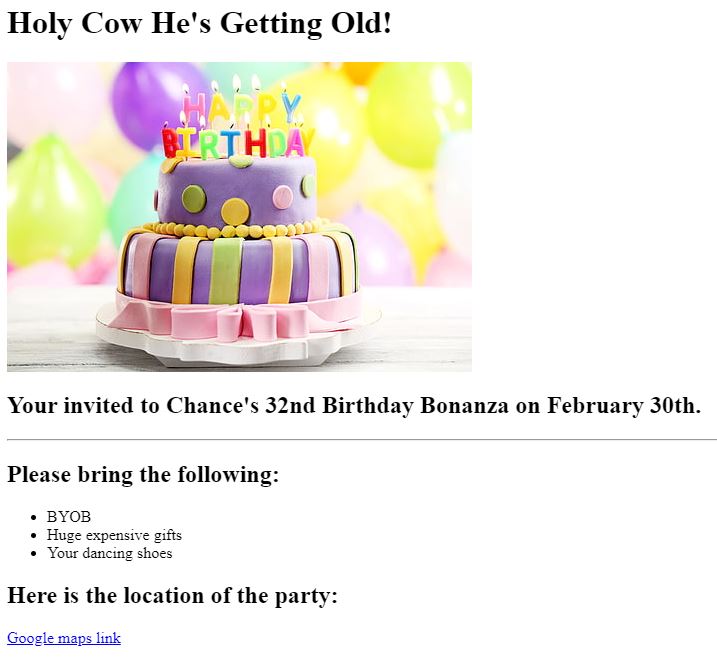 Holy Cow He's Getting Old!
HAPPY
BIRTHDAY
Your invited to Chance's 32nd Birthday Bonanza on February 30th.
Please bring the following:
BYOB
Huge expensive gifts
Your dancing shoes
Here is the location of the party:
Google maps link